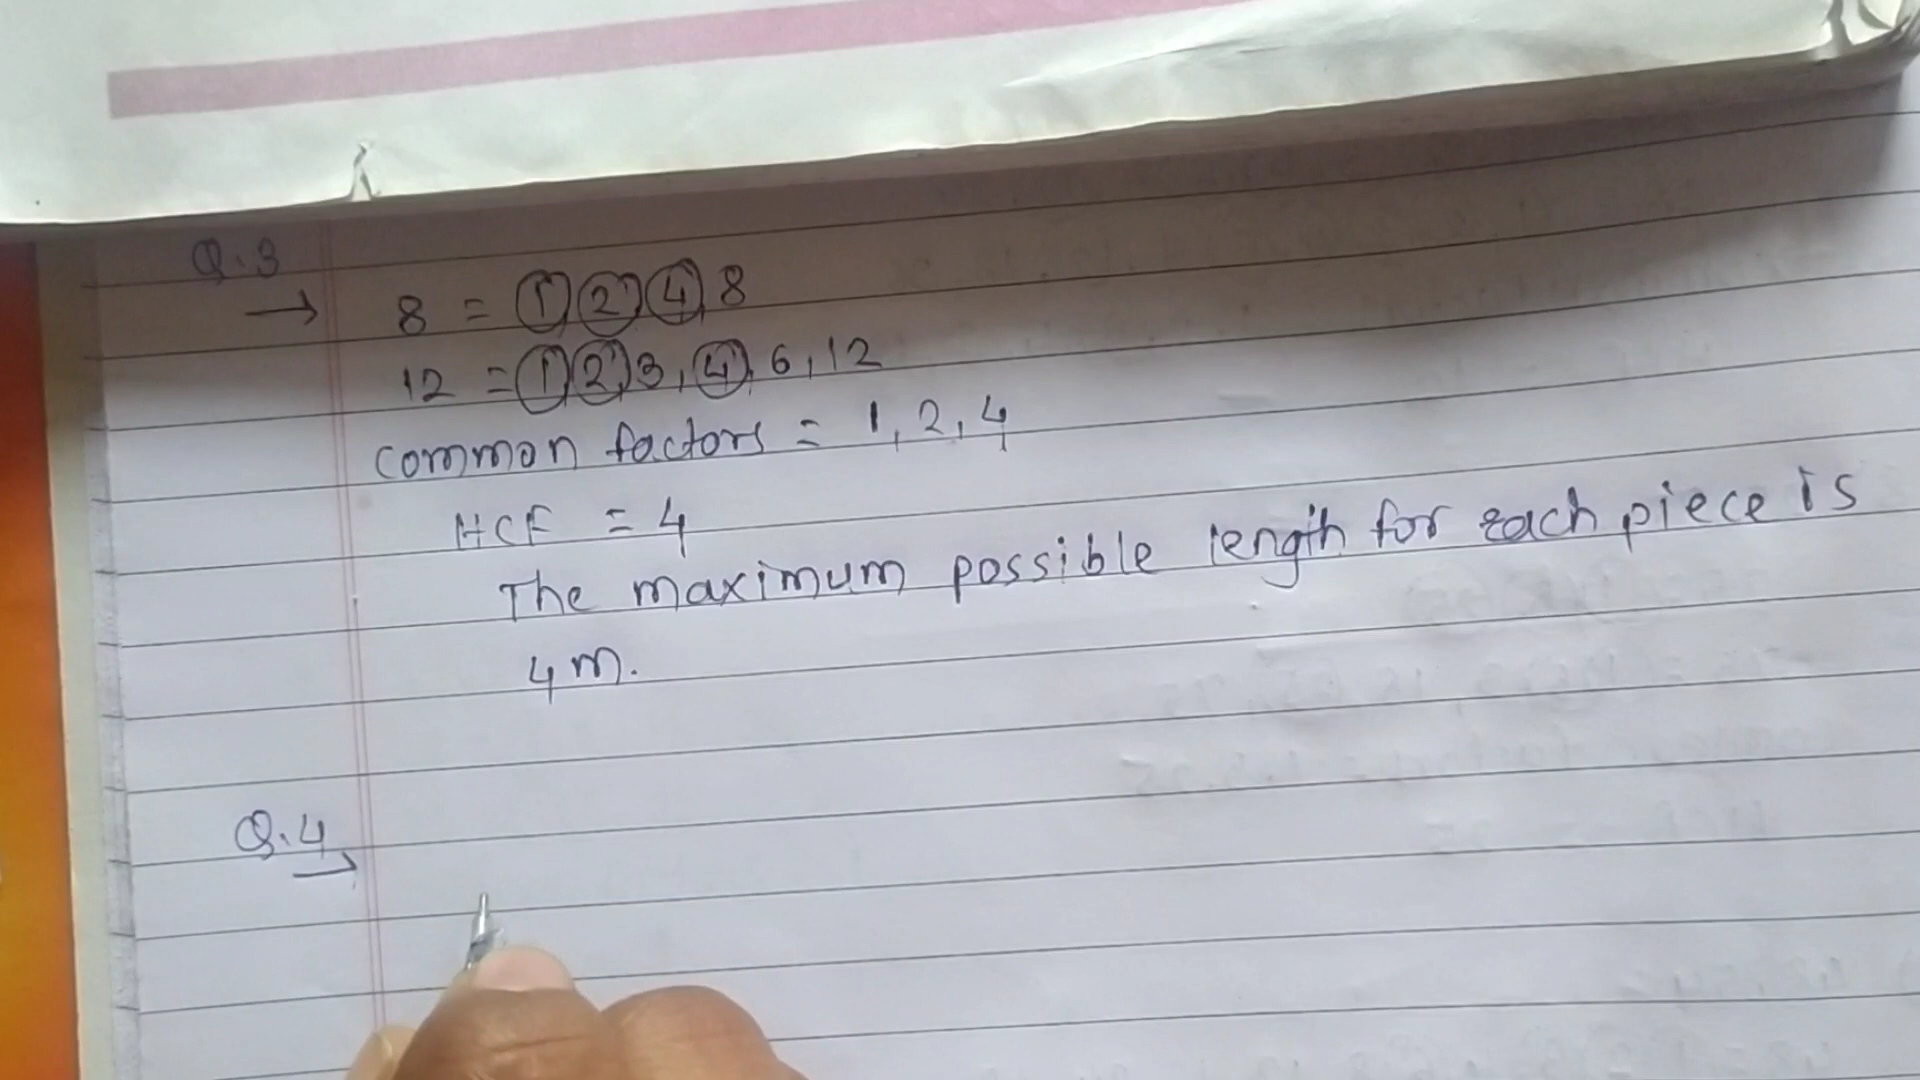 Q.3
→ 8 = 1, 2, 4, 8
12 = 1, 2, 3, 4, 6, 12
common factors = 1, 2, 4
HCF = 4
The maximum possible length for each piece is
4 m.
Q.4
→